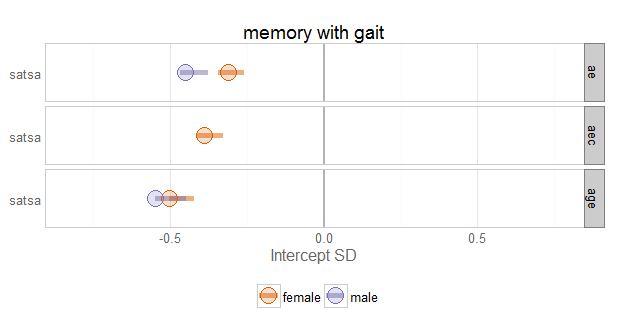 memory with gait
satsa
ae
satsa
aec
satsa
age
-0.5 0.0 0.5
Intercept SD
female male